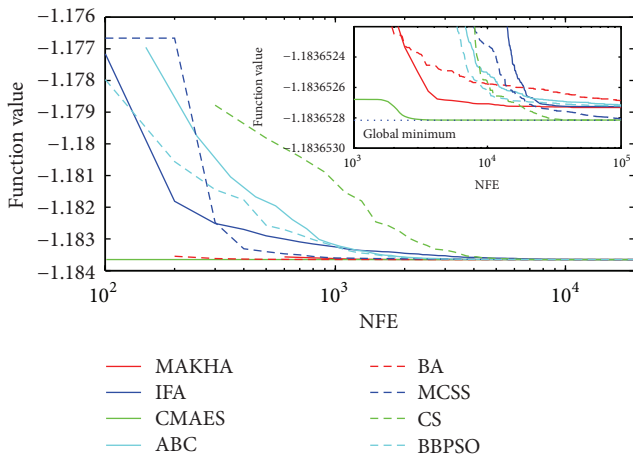 −1.176
−1.177
−1.178
−1.179
−1.18
−1.181
−1.182
−1.183
−1.184
Function value
10²
10³
10⁴
NFE
−1.1836524
−1.1836526
−1.1836528
−1.1836530
Function value
Global minimum
10³
10⁴
10⁵
NFE
MAKHA
IFA
CMAES
ABC
BA
MCSS
CS
BBPSO